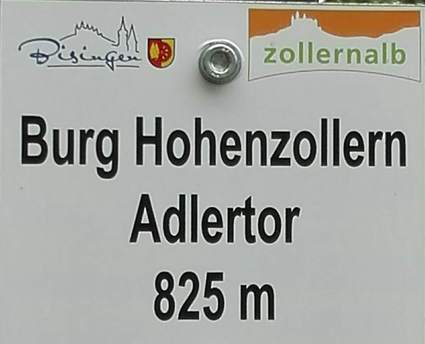 Bisingen
zollernalb
Burg Hohenzollern
Adlertor
825 m